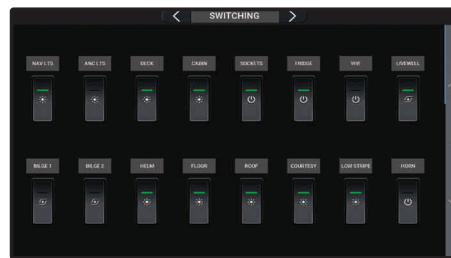 SWITCHING
NAV LTS
ANC LTS
DECK
CABIN
SOCKETS
FRIDGE
WIFI
LIVEWELL
BILGE 1
BILGE 2
HELM
FLOOR
ROOF
COURTESY
LOW STRIPE
HORN